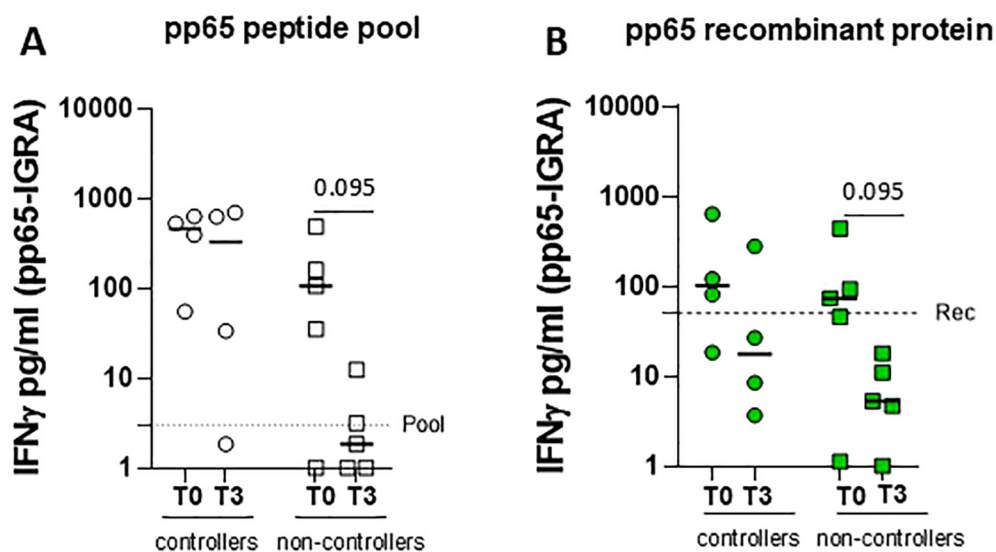 A
pp65 peptide pool
IFNγ pg/ml (pp65-IGRA)
10000
1000
100
10
1
0.095
Pool
T0 T3 T0 T3
controllers non-controllers
B
pp65 recombinant protein
IFNγ pg/ml (pp65-IGRA)
10000
1000
100
10
1
0.095
Rec
T0 T3 T0 T3
controllers non-controllers